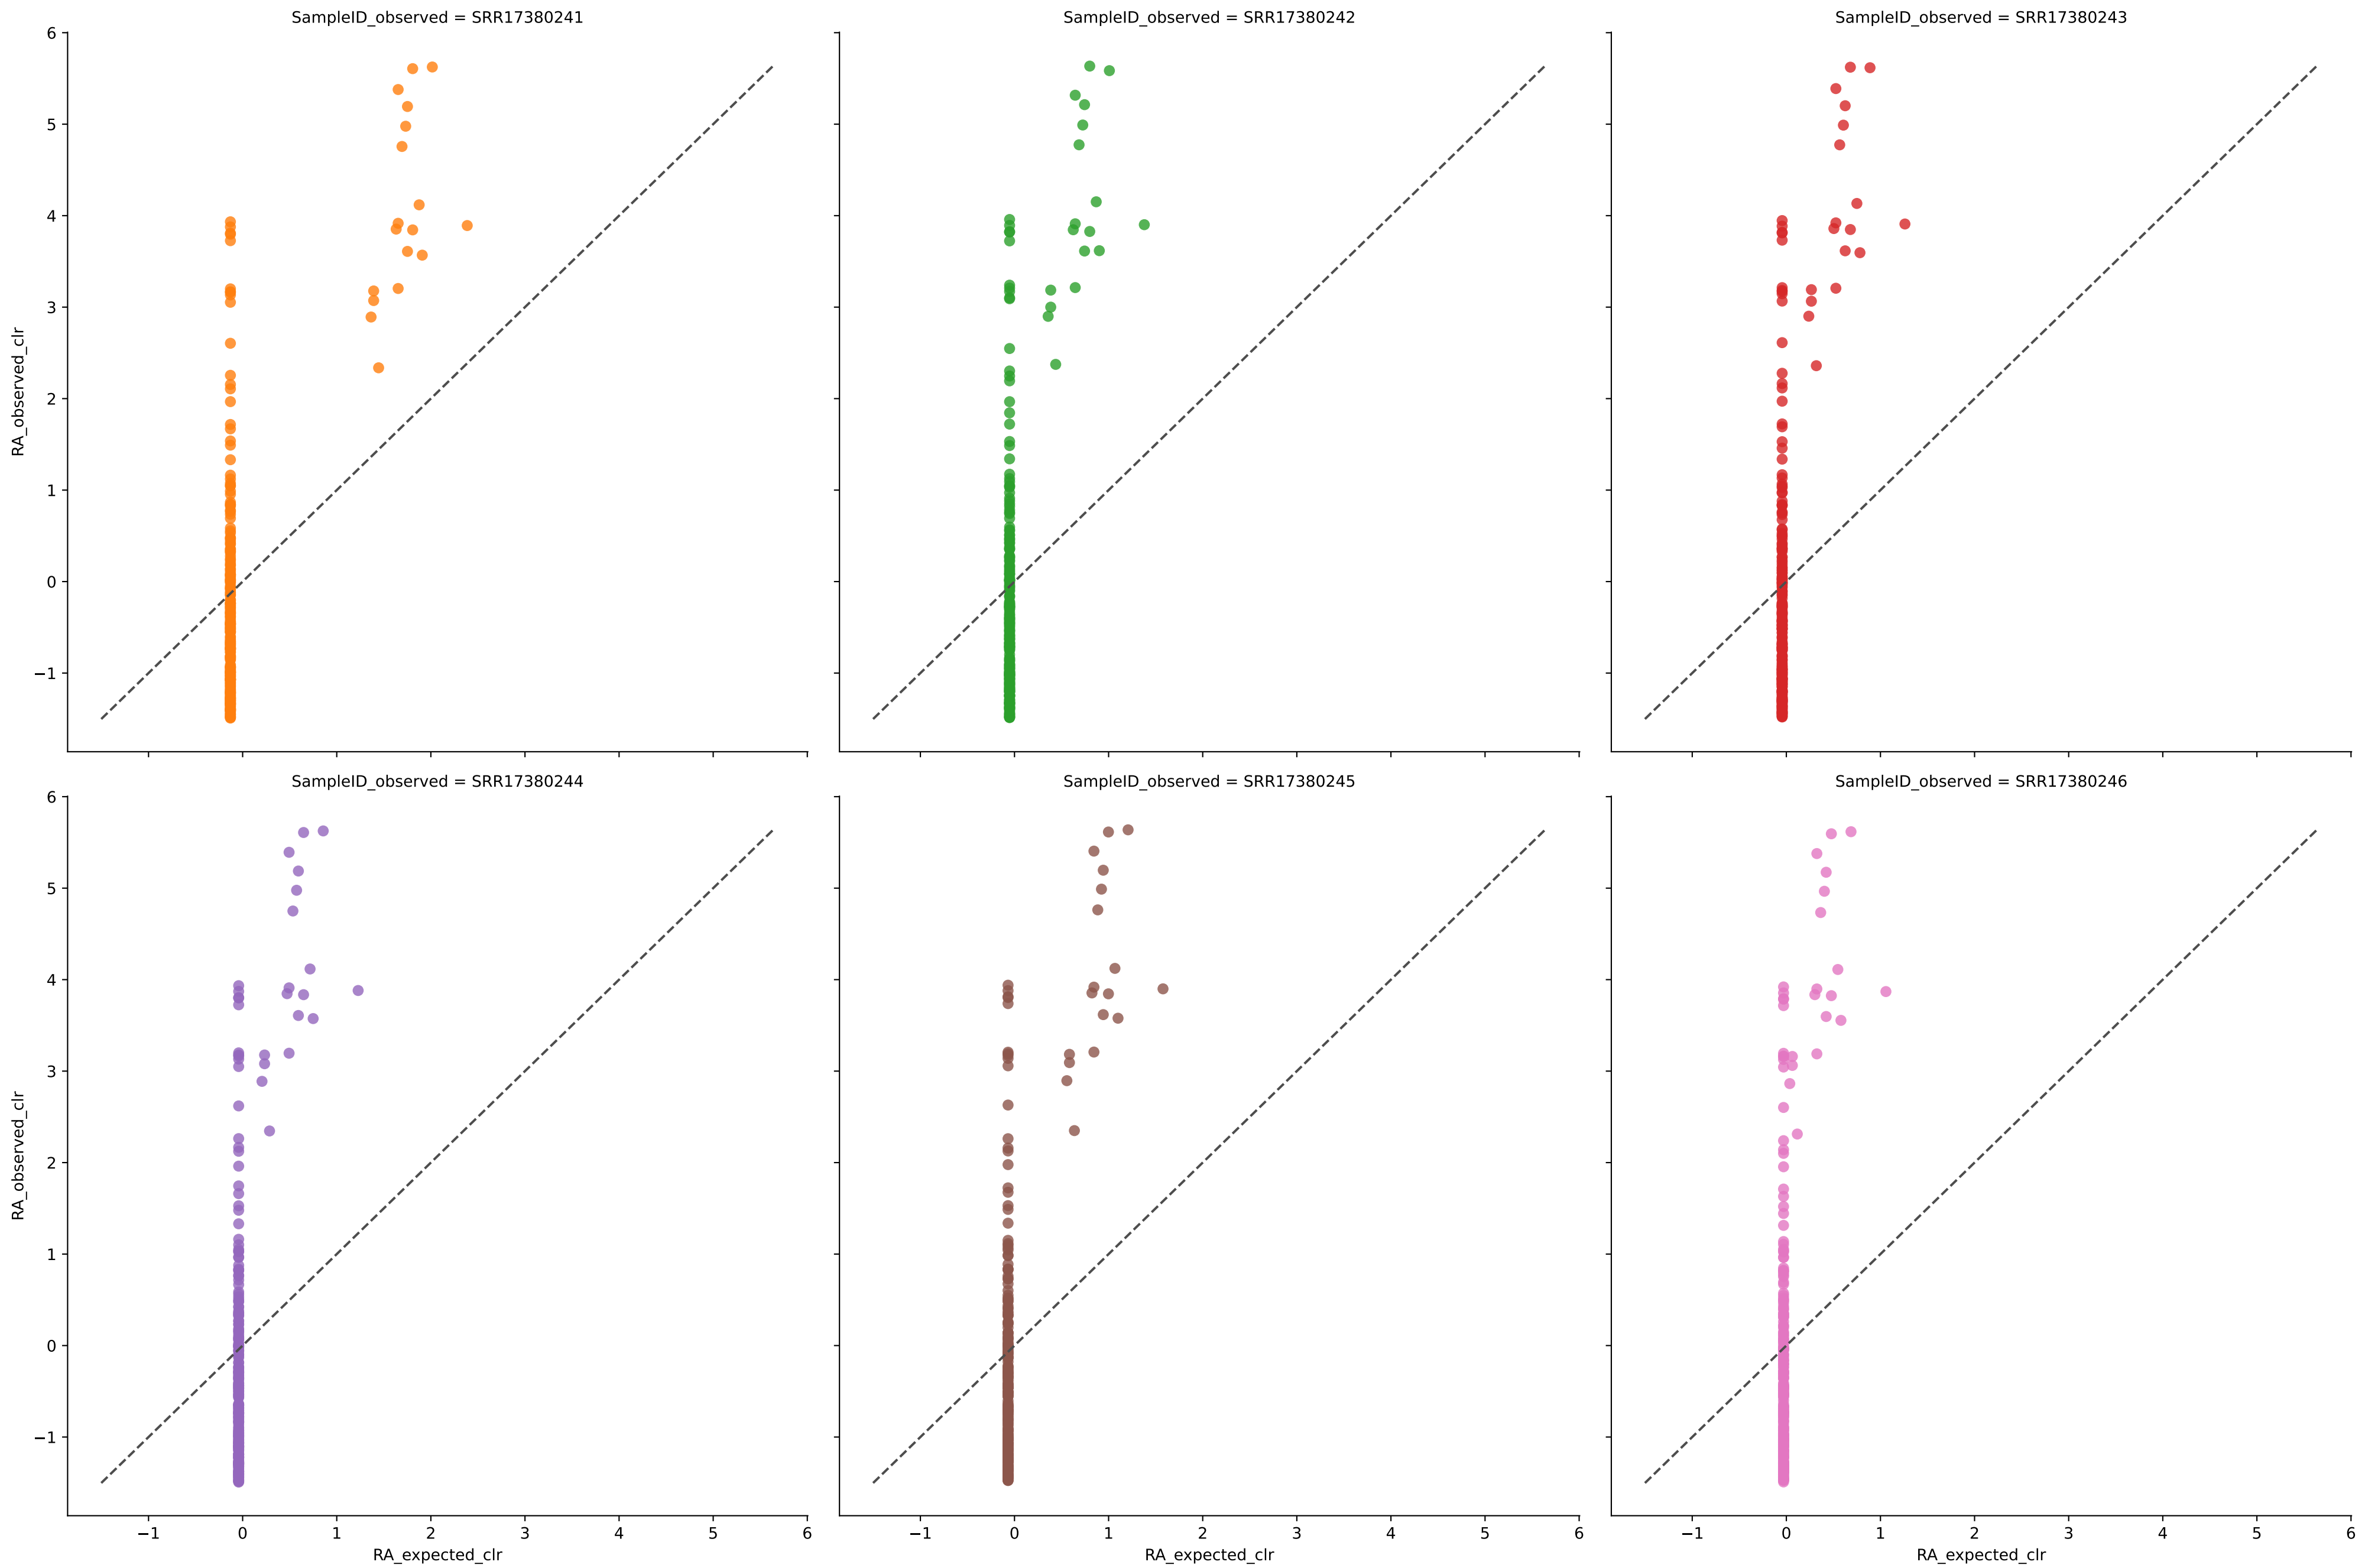 SampleID_observed = SRR17380241
SampleID_observed = SRR17380242
SampleID_observed = SRR17380243
6
5
4
3
2
1
0
−1
RA_observed_clr
SampleID_observed = SRR17380244
SampleID_observed = SRR17380245
SampleID_observed = SRR17380246
6
5
4
3
2
1
0
−1
RA_observed_clr
−1 0 1 2 3 4 5 6
−1 0 1 2 3 4 5 6
−1 0 1 2 3 4 5 6
RA_expected_clr
RA_expected_clr
RA_expected_clr